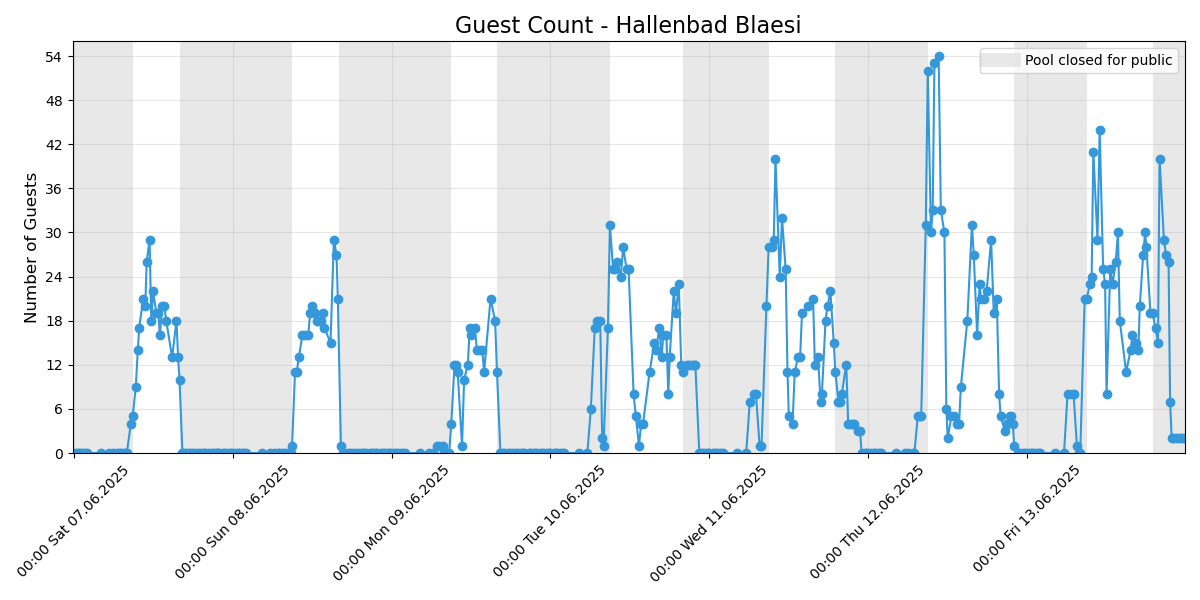 Guest Count - Hallenbad Blaesi
Pool closed for public
Number of Guests
54
48
42
36
30
24
18
12
6
0
00:00 Sat 07.06.2025
00:00 Sun 08.06.2025
00:00 Mon 09.06.2025
00:00 Tue 10.06.2025
00:00 Wed 11.06.2025
00:00 Thu 12.06.2025
00:00 Fri 13.06.2025